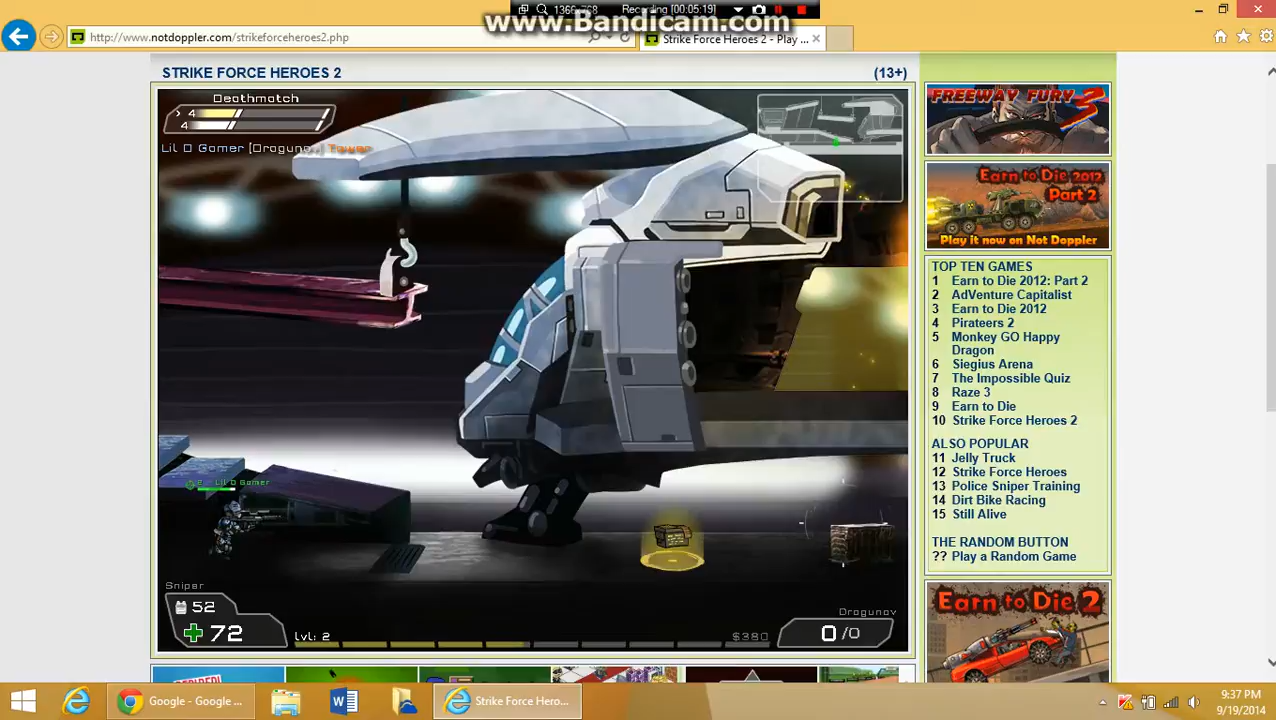 1366x768
Recording [00:05:19]
www.Bandicam.com
http://www.notdoppler.com/strikeforceheroes2.php
Strike Force Heroes 2 - Play ...
STRIKE FORCE HEROES 2
(13+)
Deathmatch
> 4
4
Lil D Gamer [Dragunov] Tower
2 - Lil D Gamer
Sniper
52
72
lvl: 2
$380
Dragunov
0/0
FREEWAY FURY 3
Earn to Die 2012
Part 2
Play it now on Not Doppler
TOP TEN GAMES
1 Earn to Die 2012: Part 2
2 AdVenture Capitalist
3 Earn to Die 2012
4 Pirateers 2
5 Monkey GO Happy
Dragon
6 Siegius Arena
7 The Impossible Quiz
8 Raze 3
9 Earn to Die
10 Strike Force Heroes 2
ALSO POPULAR
11 Jelly Truck
12 Strike Force Heroes
13 Police Sniper Training
14 Dirt Bike Racing
15 Still Alive
THE RANDOM BUTTON
?? Play a Random Game
Earn to Die 2
Google - Google ...
Strike Force Hero...
9:37 PM
9/19/2014